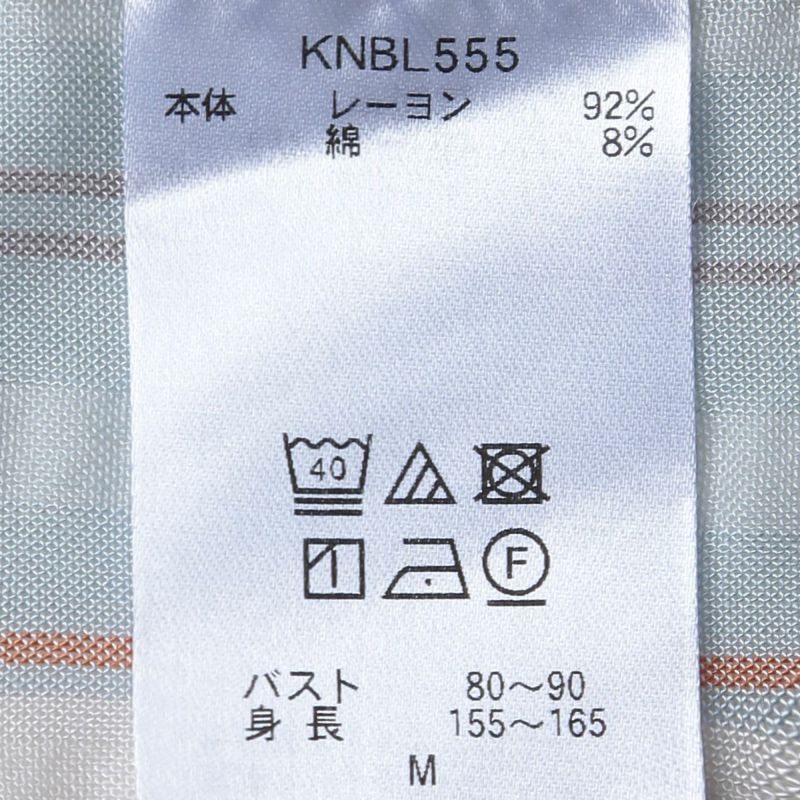 KNBL555
本体 レーヨン 92%
綿 8%
40
F
バスト 80〜90
身長 155〜165
M